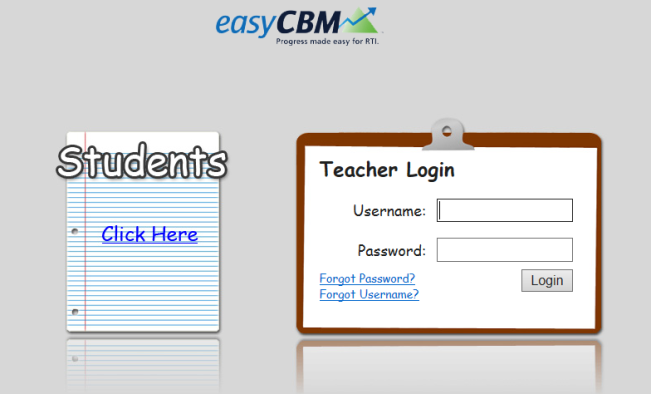 easyCBM
Progress made easy for RTI.
Students
Click Here
Teacher Login
Username:
Password:
Forgot Password?
Login
Forgot Username?